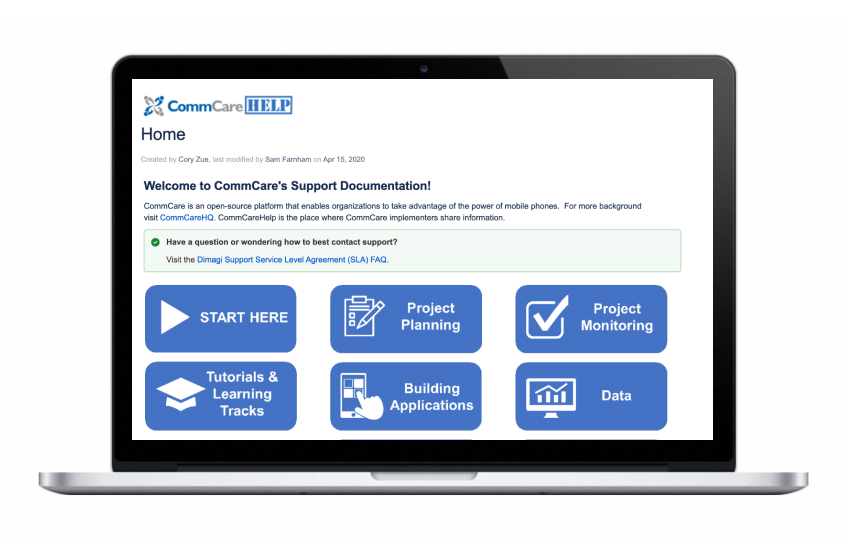 CommCare HELP
Home
Created by Cory Zue, last modified by Sam Farnham on Apr 15, 2020
Welcome to CommCare's Support Documentation!
CommCare is an open-source platform that enables organizations to take advantage of the power of mobile phones.  For more background
visit CommCareHQ. CommCareHelp is the place where CommCare implementers share information.
Have a question or wondering how to best contact support?
Visit the Dimagi Support Service Level Agreement (SLA) FAQ.
START HERE
Project
Planning
Project
Monitoring
Tutorials &
Learning
Tracks
Building
Applications
Data